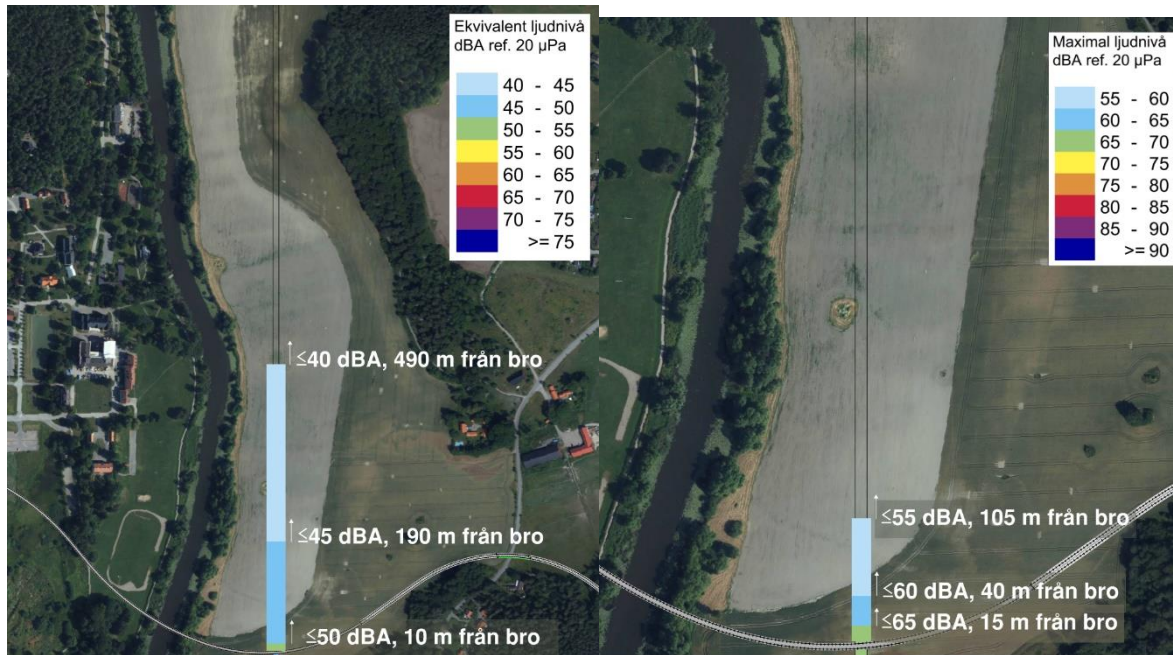 Ekvivalent ljudnivå
dBA ref. 20 µPa
40 - 45
45 - 50
50 - 55
55 - 60
60 - 65
65 - 70
70 - 75
>= 75
≤40 dBA, 490 m från bro
≤45 dBA, 190 m från bro
≤50 dBA, 10 m från bro
Maximal ljudnivå
dBA ref. 20 µPa
55 - 60
60 - 65
65 - 70
70 - 75
75 - 80
80 - 85
85 - 90
>= 90
≤55 dBA, 105 m från bro
≤60 dBA, 40 m från bro
≤65 dBA, 15 m från bro